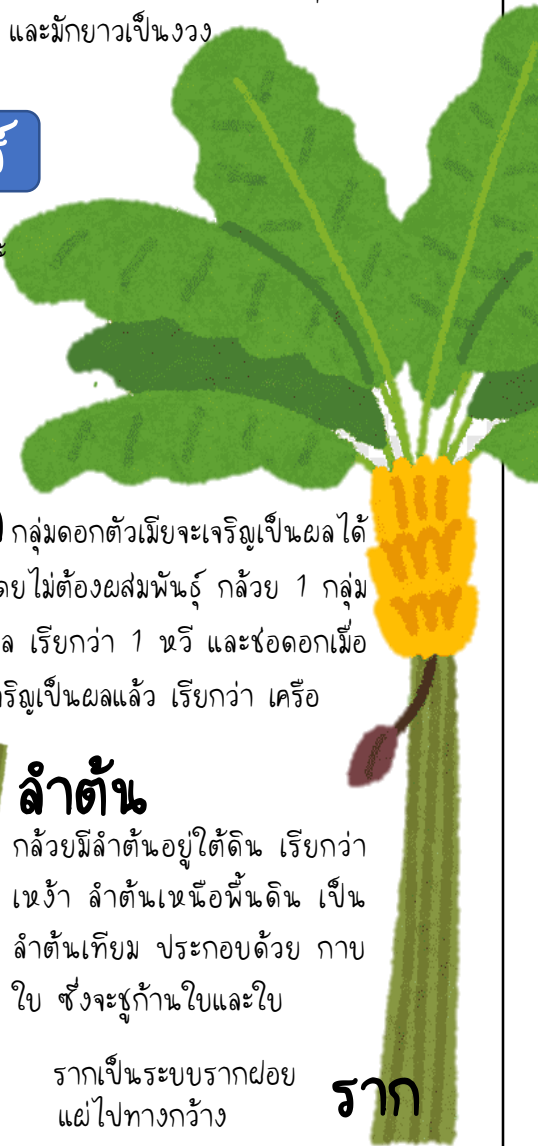 และมักยาวเป็นงวง
กลุ่มดอกตัวเมียจะเจริญเป็นผลได้
ไม่ต้องผสมพันธุ์ กล้วย 1 กลุ่ม
เรียกว่า 1 หวี และช่อดอกเมื่อ
เป็นผลแล้ว เรียกว่า เครือ
ลำต้น
กล้วยมีลำต้นอยู่ใต้ดิน เรียกว่า
เหง้า ลำต้นเหนือพื้นดิน เป็น
ลำต้นเทียม ประกอบด้วย กาบ
ใบ ซึ่งจะชูก้านใบและใบ
รากเป็นระบบรากฝอย
แผ่ไปทางกว้าง
ราก